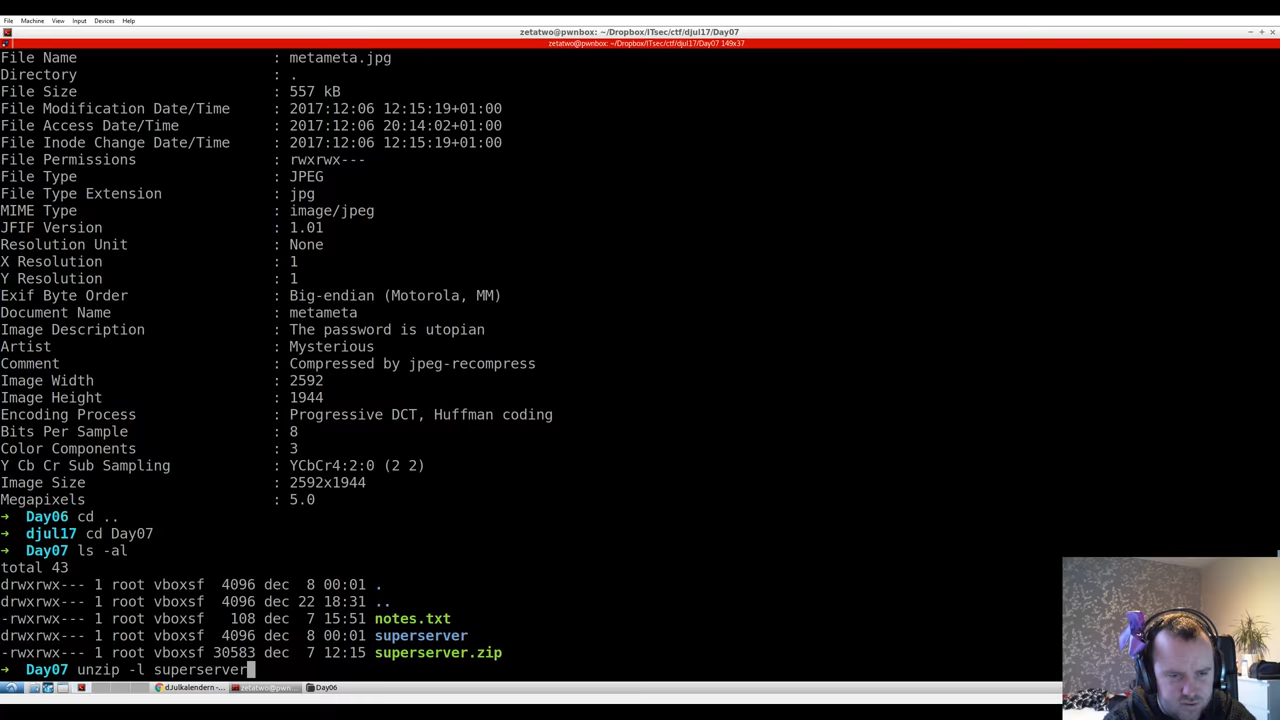 File Machine View Input Devices Help
zetatwo@pwnbox: ~/Dropbox/ITsec/ctf/djul17/Day07
zetatwo@pwnbox: ~/Dropbox/ITsec/ctf/djul17/Day07 149x37
File Name : metameta.jpg
Directory : .
File Size : 557 kB
File Modification Date/Time : 2017:12:06 12:15:19+01:00
File Access Date/Time : 2017:12:06 20:14:02+01:00
File Inode Change Date/Time : 2017:12:06 12:15:19+01:00
File Permissions : rwxrwx---
File Type : JPEG
File Type Extension : jpg
MIME Type : image/jpeg
JFIF Version : 1.01
Resolution Unit : None
X Resolution : 1
Y Resolution : 1
Exif Byte Order : Big-endian (Motorola, MM)
Document Name : metameta
Image Description : The password is utopian
Artist : Mysterious
Comment : Compressed by jpeg-recompress
Image Width : 2592
Image Height : 1944
Encoding Process : Progressive DCT, Huffman coding
Bits Per Sample : 8
Color Components : 3
Y Cb Cr Sub Sampling : YCbCr4:2:0 (2 2)
Image Size : 2592x1944
Megapixels : 5.0
➜ Day06 cd ..
➜ djul17 cd Day07
➜ Day07 ls -al
total 43
drwxrwx--- 1 root vboxsf 4096 dec 8 00:01 .
drwxrwx--- 1 root vboxsf 4096 dec 22 18:31 ..
-rwxrwx--- 1 root vboxsf 108 dec 7 15:51 notes.txt
drwxrwx--- 1 root vboxsf 4096 dec 8 00:01 superserver
-rwxrwx--- 1 root vboxsf 30583 dec 7 12:15 superserver.zip
➜ Day07 unzip -l superserver
dJulkalendern -... zetatwo@pwn... Day06